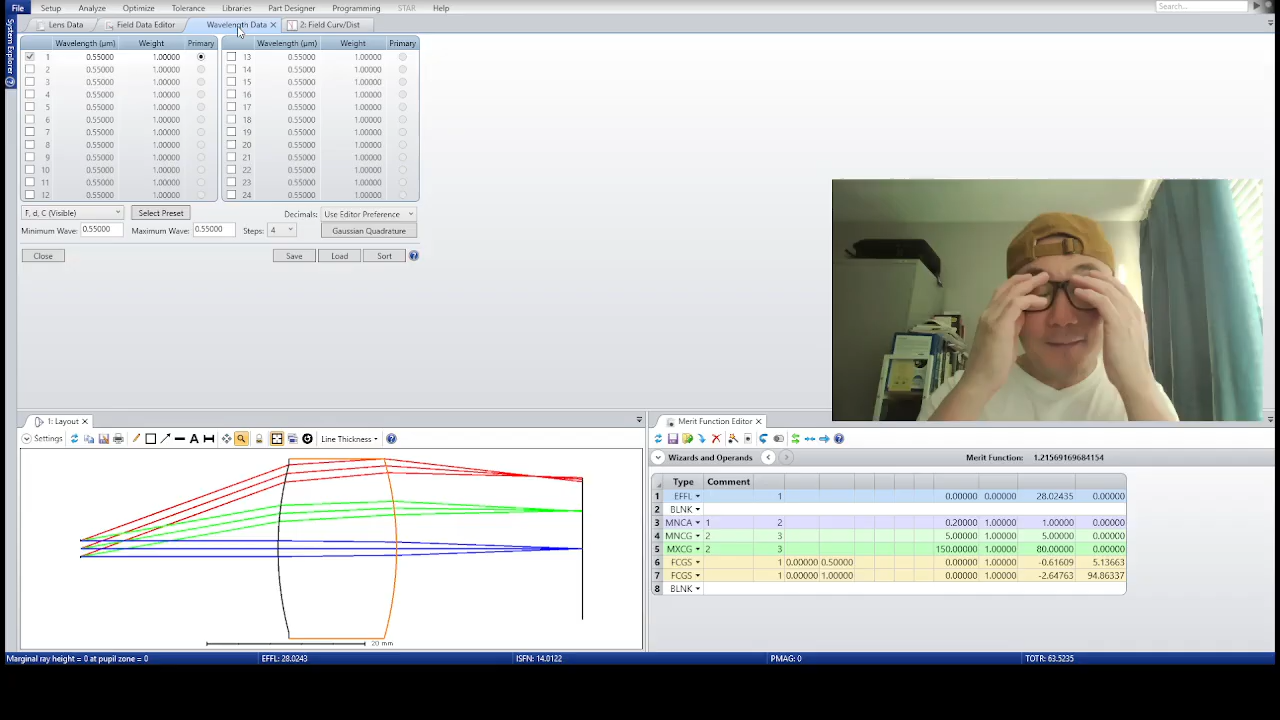 File Setup Analyze Optimize Tolerance Libraries Part Designer Programming STAR Help Search...
System Explorer
Lens Data Field Data Editor Wavelength Data 2: Field Curv/Dist
Wavelength (µm) Weight Primary Wavelength (µm) Weight Primary
1 0.55000 1.00000 13 0.55000 1.00000
2 0.55000 1.00000 14 0.55000 1.00000
3 0.55000 1.00000 15 0.55000 1.00000
4 0.55000 1.00000 16 0.55000 1.00000
5 0.55000 1.00000 17 0.55000 1.00000
6 0.55000 1.00000 18 0.55000 1.00000
7 0.55000 1.00000 19 0.55000 1.00000
8 0.55000 1.00000 20 0.55000 1.00000
9 0.55000 1.00000 21 0.55000 1.00000
10 0.55000 1.00000 22 0.55000 1.00000
11 0.55000 1.00000 23 0.55000 1.00000
12 0.55000 1.00000 24 0.55000 1.00000
F, d, C (Visible) Select Preset Decimals: Use Editor Preference
Minimum Wave: 0.55000 Maximum Wave: 0.55000 Steps: 4 Gaussian Quadrature
Close Save Load Sort
1: Layout
Settings Line Thickness
20 mm
Merit Function Editor
Wizards and Operands Merit Function: 1.21569169684154
Type Comment
1 EFFL 1 0.00000 0.00000 28.02435 0.00000
2 BLNK
3 MNCA 1 2 0.20000 1.00000 1.00000 0.00000
4 MNCG 2 3 5.00000 1.00000 5.00000 0.00000
5 MXCG 2 3 150.00000 1.00000 80.00000 0.00000
6 FCGS 1 0.00000 0.50000 0.00000 1.00000 -0.61609 5.13663
7 FCGS 1 0.00000 1.00000 0.00000 1.00000 -2.64763 94.86337
8 BLNK
Marginal ray height = 0 at pupil zone = 0 EFFL: 28.0243 ISFN: 14.0122 PMAG: 0 TOTR: 63.5235